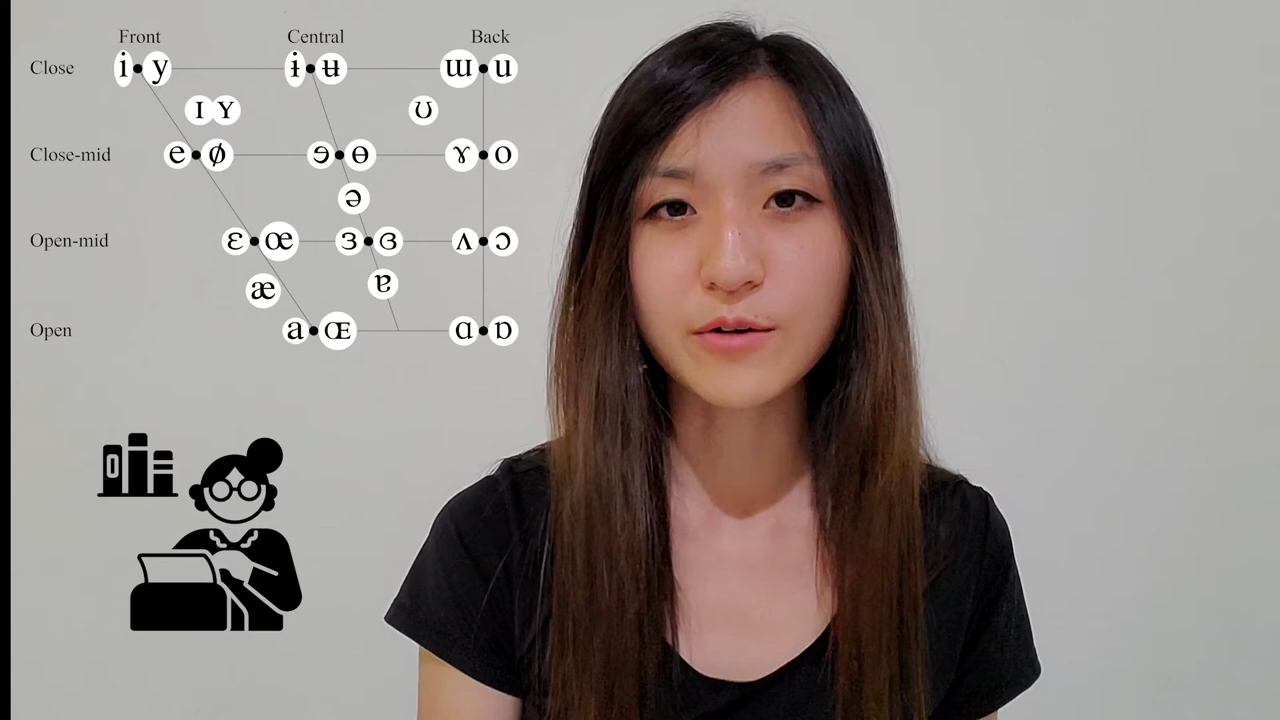 Front Central Back
Close i y ɨ ʉ ɯ u
ɪ ʏ ʊ
Close-mid e ø ɘ ɵ ɤ o
ə
Open-mid ɛ œ ɜ ɞ ʌ ɔ
æ ɐ
Open a ɶ ɑ ɒ